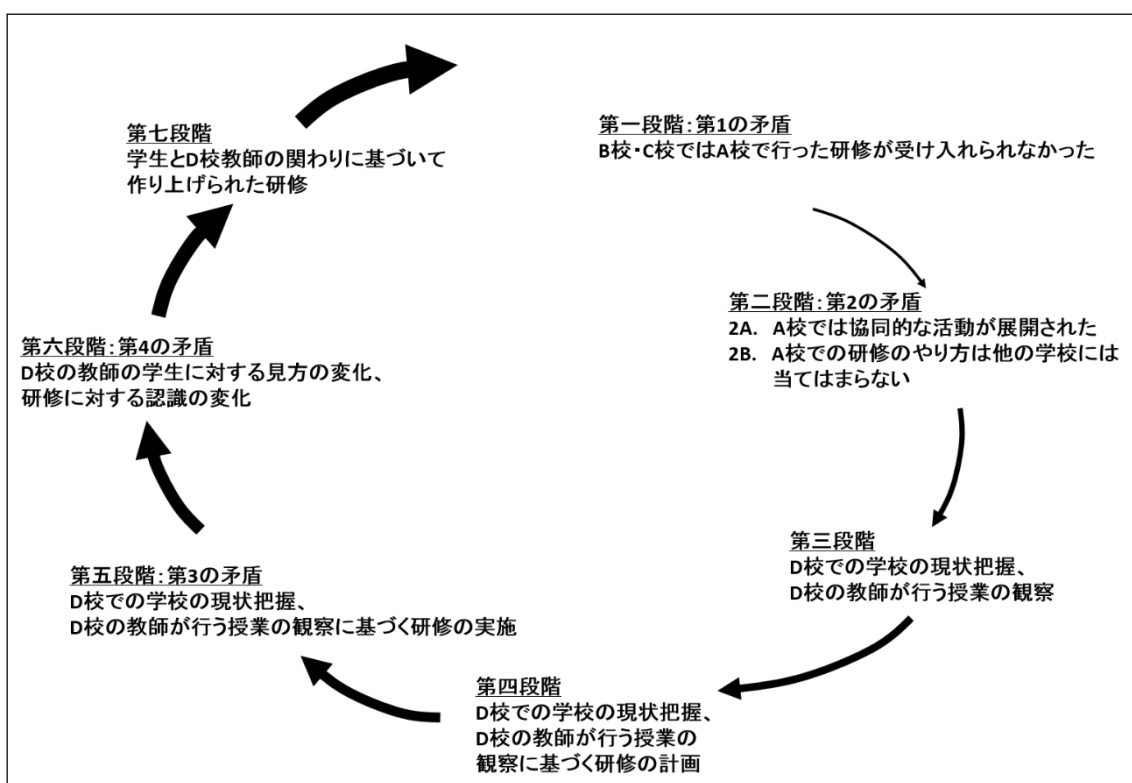 第一段階：第1の矛盾
B校・C校ではA校で行った研修が受け入れられなかった
第二段階：第2の矛盾
2A. A校では協同的な活動が展開された
2B. A校での研修のやり方は他の学校には
当てはまらない
第三段階
D校での学校の現状把握、
D校の教師が行う授業の観察
第四段階
D校での学校の現状把握、
D校の教師が行う授業の
観察に基づく研修の計画
第五段階：第3の矛盾
D校での学校の現状把握、
D校の教師が行う授業の観察に基づく研修の実施
第六段階：第4の矛盾
D校の教師の学生に対する見方の変化、
研修に対する認識の変化
第七段階
学生とD校教師の関わりに基づいて
作り上げられた研修